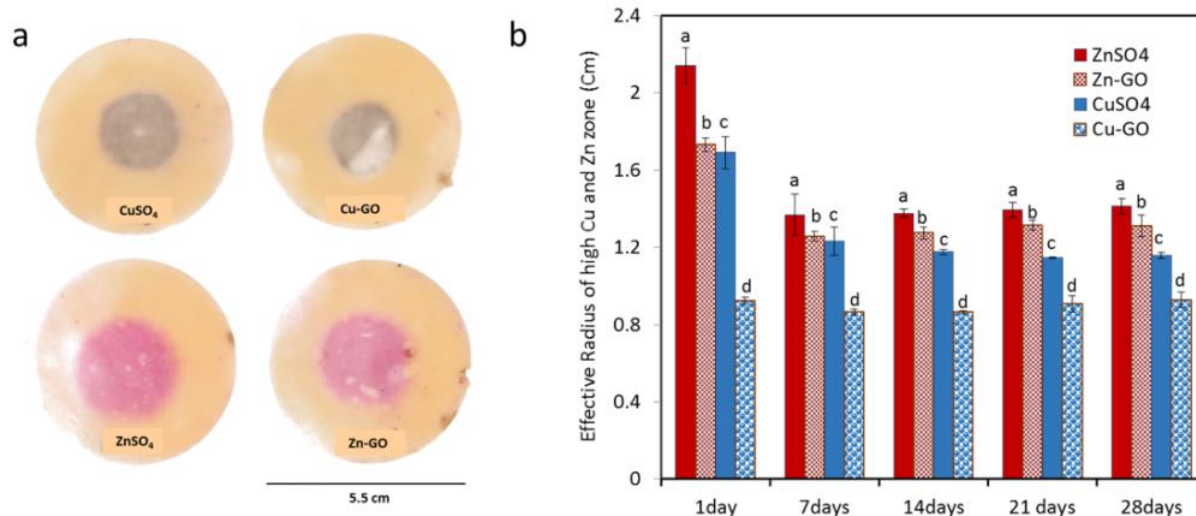 a
CuSO4
Cu-GO
ZnSO4
Zn-GO
5.5 cm
b
Effective Radius of high Cu and Zn zone (Cm)
2.4
2
1.6
1.2
0.8
0.4
0
a
b c
d
a
b c
d
a
b
c
d
a
b
c
d
a
b
c
d
ZnSO4
Zn-GO
CuSO4
Cu-GO
1day 7days 14days 21 days 28days